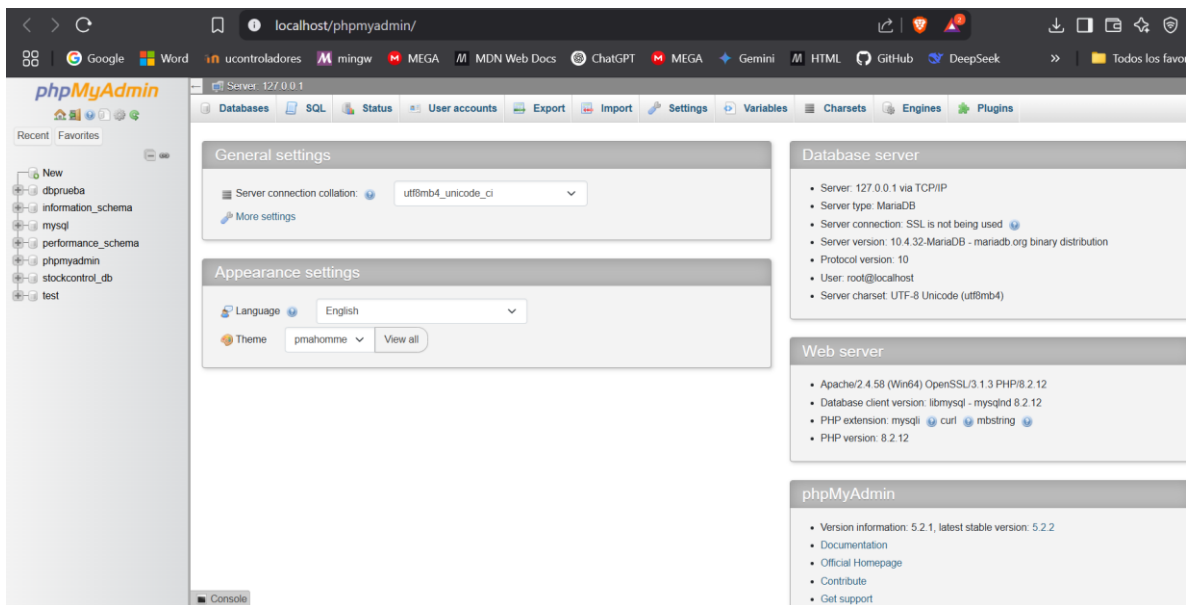 localhost/phpmyadmin/
Google Word ucontroladores mingw MEGA MDN Web Docs ChatGPT MEGA Gemini HTML GitHub DeepSeek » Todos los favor
phpMyAdmin
Recent Favorites
New
dbprueba
information_schema
mysql
performance_schema
phpmyadmin
stockcontrol_db
test
Server: 127.0.0.1
Databases SQL Status User accounts Export Import Settings Variables Charsets Engines Plugins
General settings
Server connection collation: utf8mb4_unicode_ci
More settings
Appearance settings
Language English
Theme pmahomme View all
Database server
• Server: 127.0.0.1 via TCP/IP
• Server type: MariaDB
• Server connection: SSL is not being used
• Server version: 10.4.32-MariaDB - mariadb.org binary distribution
• Protocol version: 10
• User: root@localhost
• Server charset: UTF-8 Unicode (utf8mb4)
Web server
• Apache/2.4.58 (Win64) OpenSSL/3.1.3 PHP/8.2.12
• Database client version: libmysql - mysqlnd 8.2.12
• PHP extension: mysqli curl mbstring
• PHP version: 8.2.12
phpMyAdmin
• Version information: 5.2.1, latest stable version: 5.2.2
• Documentation
• Official Homepage
• Contribute
• Get support
Console